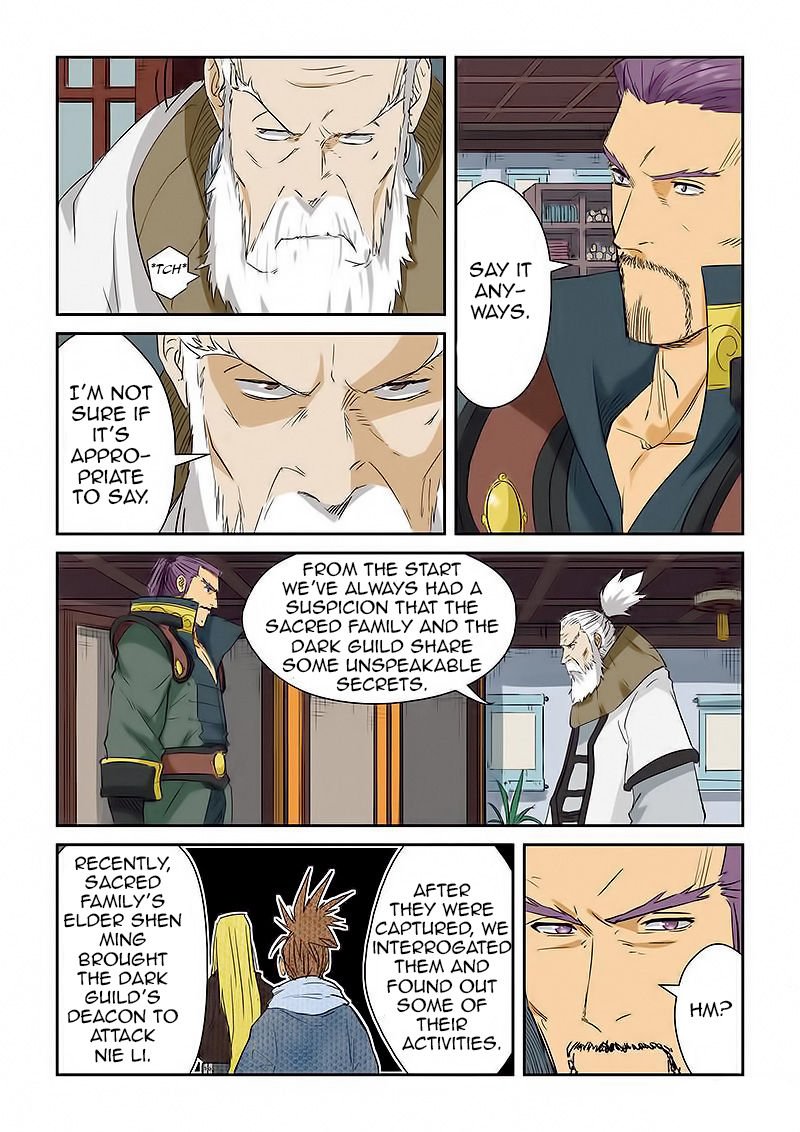 *TCH*
SAY IT
ANY-
WAYS.
I'M NOT
SURE IF
IT'S
APPRO-
PRIATE
TO SAY.
FROM THE START
WE'VE ALWAYS HAD A
SUSPICION THAT THE
SACRED FAMILY AND THE
DARK GUILD SHARE
SOME UNSPEAKABLE
SECRETS.
RECENTLY,
SACRED
FAMILY'S
ELDER SHEN
MING
BROUGHT
THE DARK
GUILD'S
DEACON TO
ATTACK
NIE LI.
AFTER
THEY WERE
CAPTURED, WE
INTERROGATED
THEM AND
FOUND OUT
SOME OF
THEIR
ACTIVITIES.
HM?